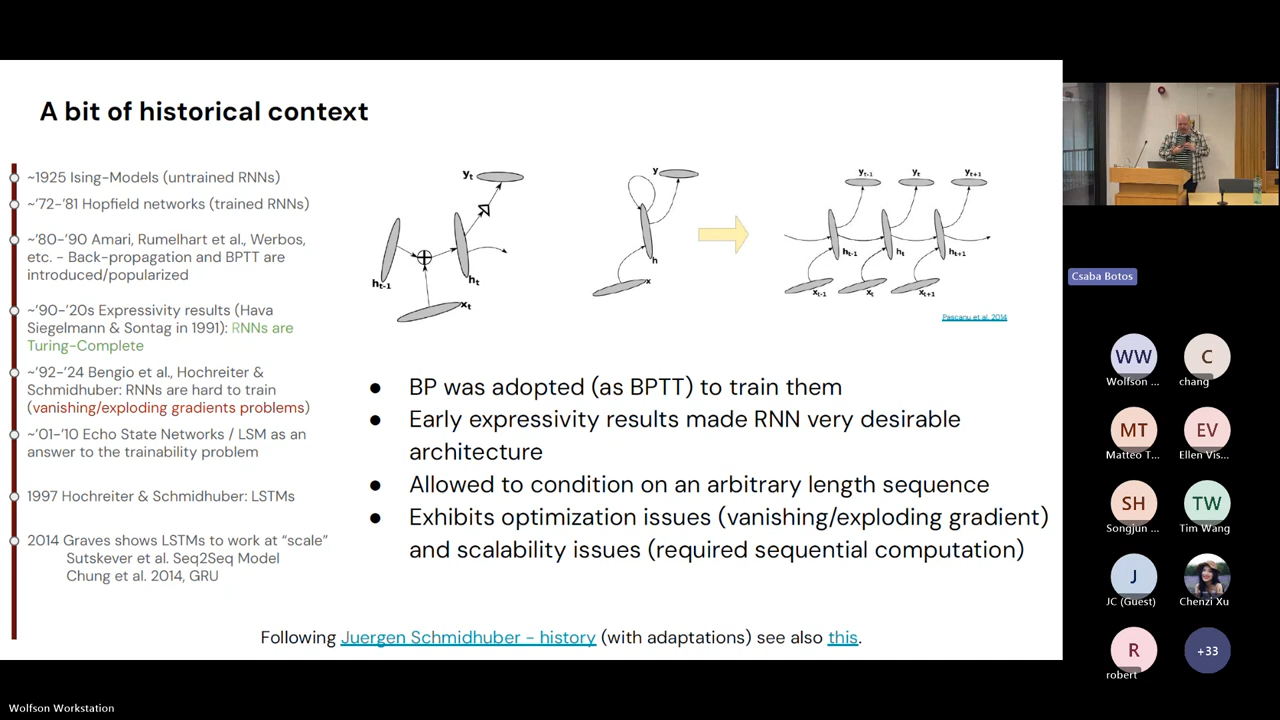 A bit of historical context
~1925 Ising-Models (untrained RNNs)
~'72-'81 Hopfield networks (trained RNNs)
~'80-'90 Amari, Rumelhart et al., Werbos,
etc. - Back-propagation and BPTT are
introduced/popularized
~'90-'20s Expressivity results (Hava
Siegelmann & Sontag in 1991): RNNs are
Turing-Complete
~'92-'24 Bengio et al., Hochreiter &
Schmidhuber: RNNs are hard to train
(vanishing/exploding gradients problems)
~'01-'10 Echo State Networks / LSM as an
answer to the trainability problem
1997 Hochreiter & Schmidhuber: LSTMs
2014 Graves shows LSTMs to work at "scale"
Sutskever et al. Seq2Seq Model
Chung et al. 2014, GRU
yt
ht-1
ht
xt
y
h
x
yt-1 yt yt+1
ht-1 ht ht+1
xt-1 xt xt+1
Pascanu et al. 2014
● BP was adopted (as BPTT) to train them
● Early expressivity results made RNN very desirable
architecture
● Allowed to condition on an arbitrary length sequence
● Exhibits optimization issues (vanishing/exploding gradient)
and scalability issues (required sequential computation)
Following Juergen Schmidhuber - history (with adaptations) see also this.
Csaba Botos
WW C
Wolfson ... chang
MT EV
Matteo T... Ellen Vis...
SH TW
Songjun ... Tim Wang
J
JC (Guest) Chenzi Xu
R +33
robert
Wolfson Workstation